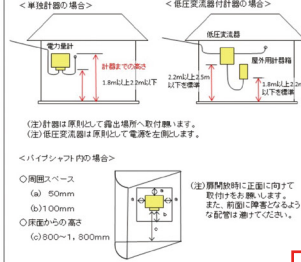 <単独計器の場合>
<低圧変流器付計器の場合>
電力量計
計器までの高さ
1.8m以上2.2m以下
低圧変流器
屋外用計器箱
2.2m以上2.5m
以下を標準
1.8m以上2.2
以下を標準
(注)計器は原則として露出場所へ取付願います。
(注)低圧変流器は原則として電源を左側とします。
<パイプシャフト内の場合>
○周囲スペース
(a) 50mm
(b)100mm
○床面からの高さ
(c)800~1,800mm
(注)扉開放時に正面に向けて
取付けをお願いします。
また、前面に障害となるよう
な配管は避けてください。